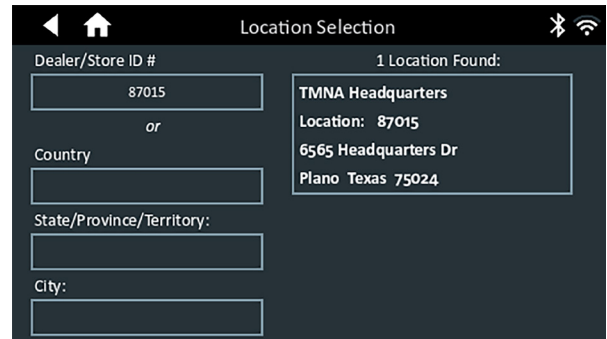 Location Selection
Dealer/Store ID #
87015
or
Country
State/Province/Territory:
City:
1 Location Found:
TMNA Headquarters
Location: 87015
6565 Headquarters Dr
Plano Texas 75024